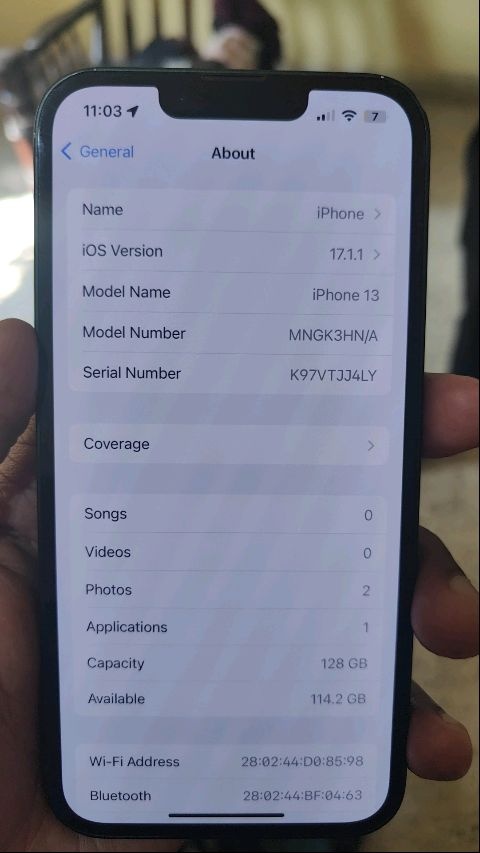 11:03 7
General About
Name iPhone
iOS Version 17.1.1
Model Name iPhone 13
Model Number MNGK3HN/A
Serial Number K97VTJJ4LY
Coverage
Songs 0
Videos 0
Photos 2
Applications 1
Capacity 128 GB
Available 114.2 GB
Wi-Fi Address 28:02:44:D0:85:98
Bluetooth 28:02:44:BF:04:63